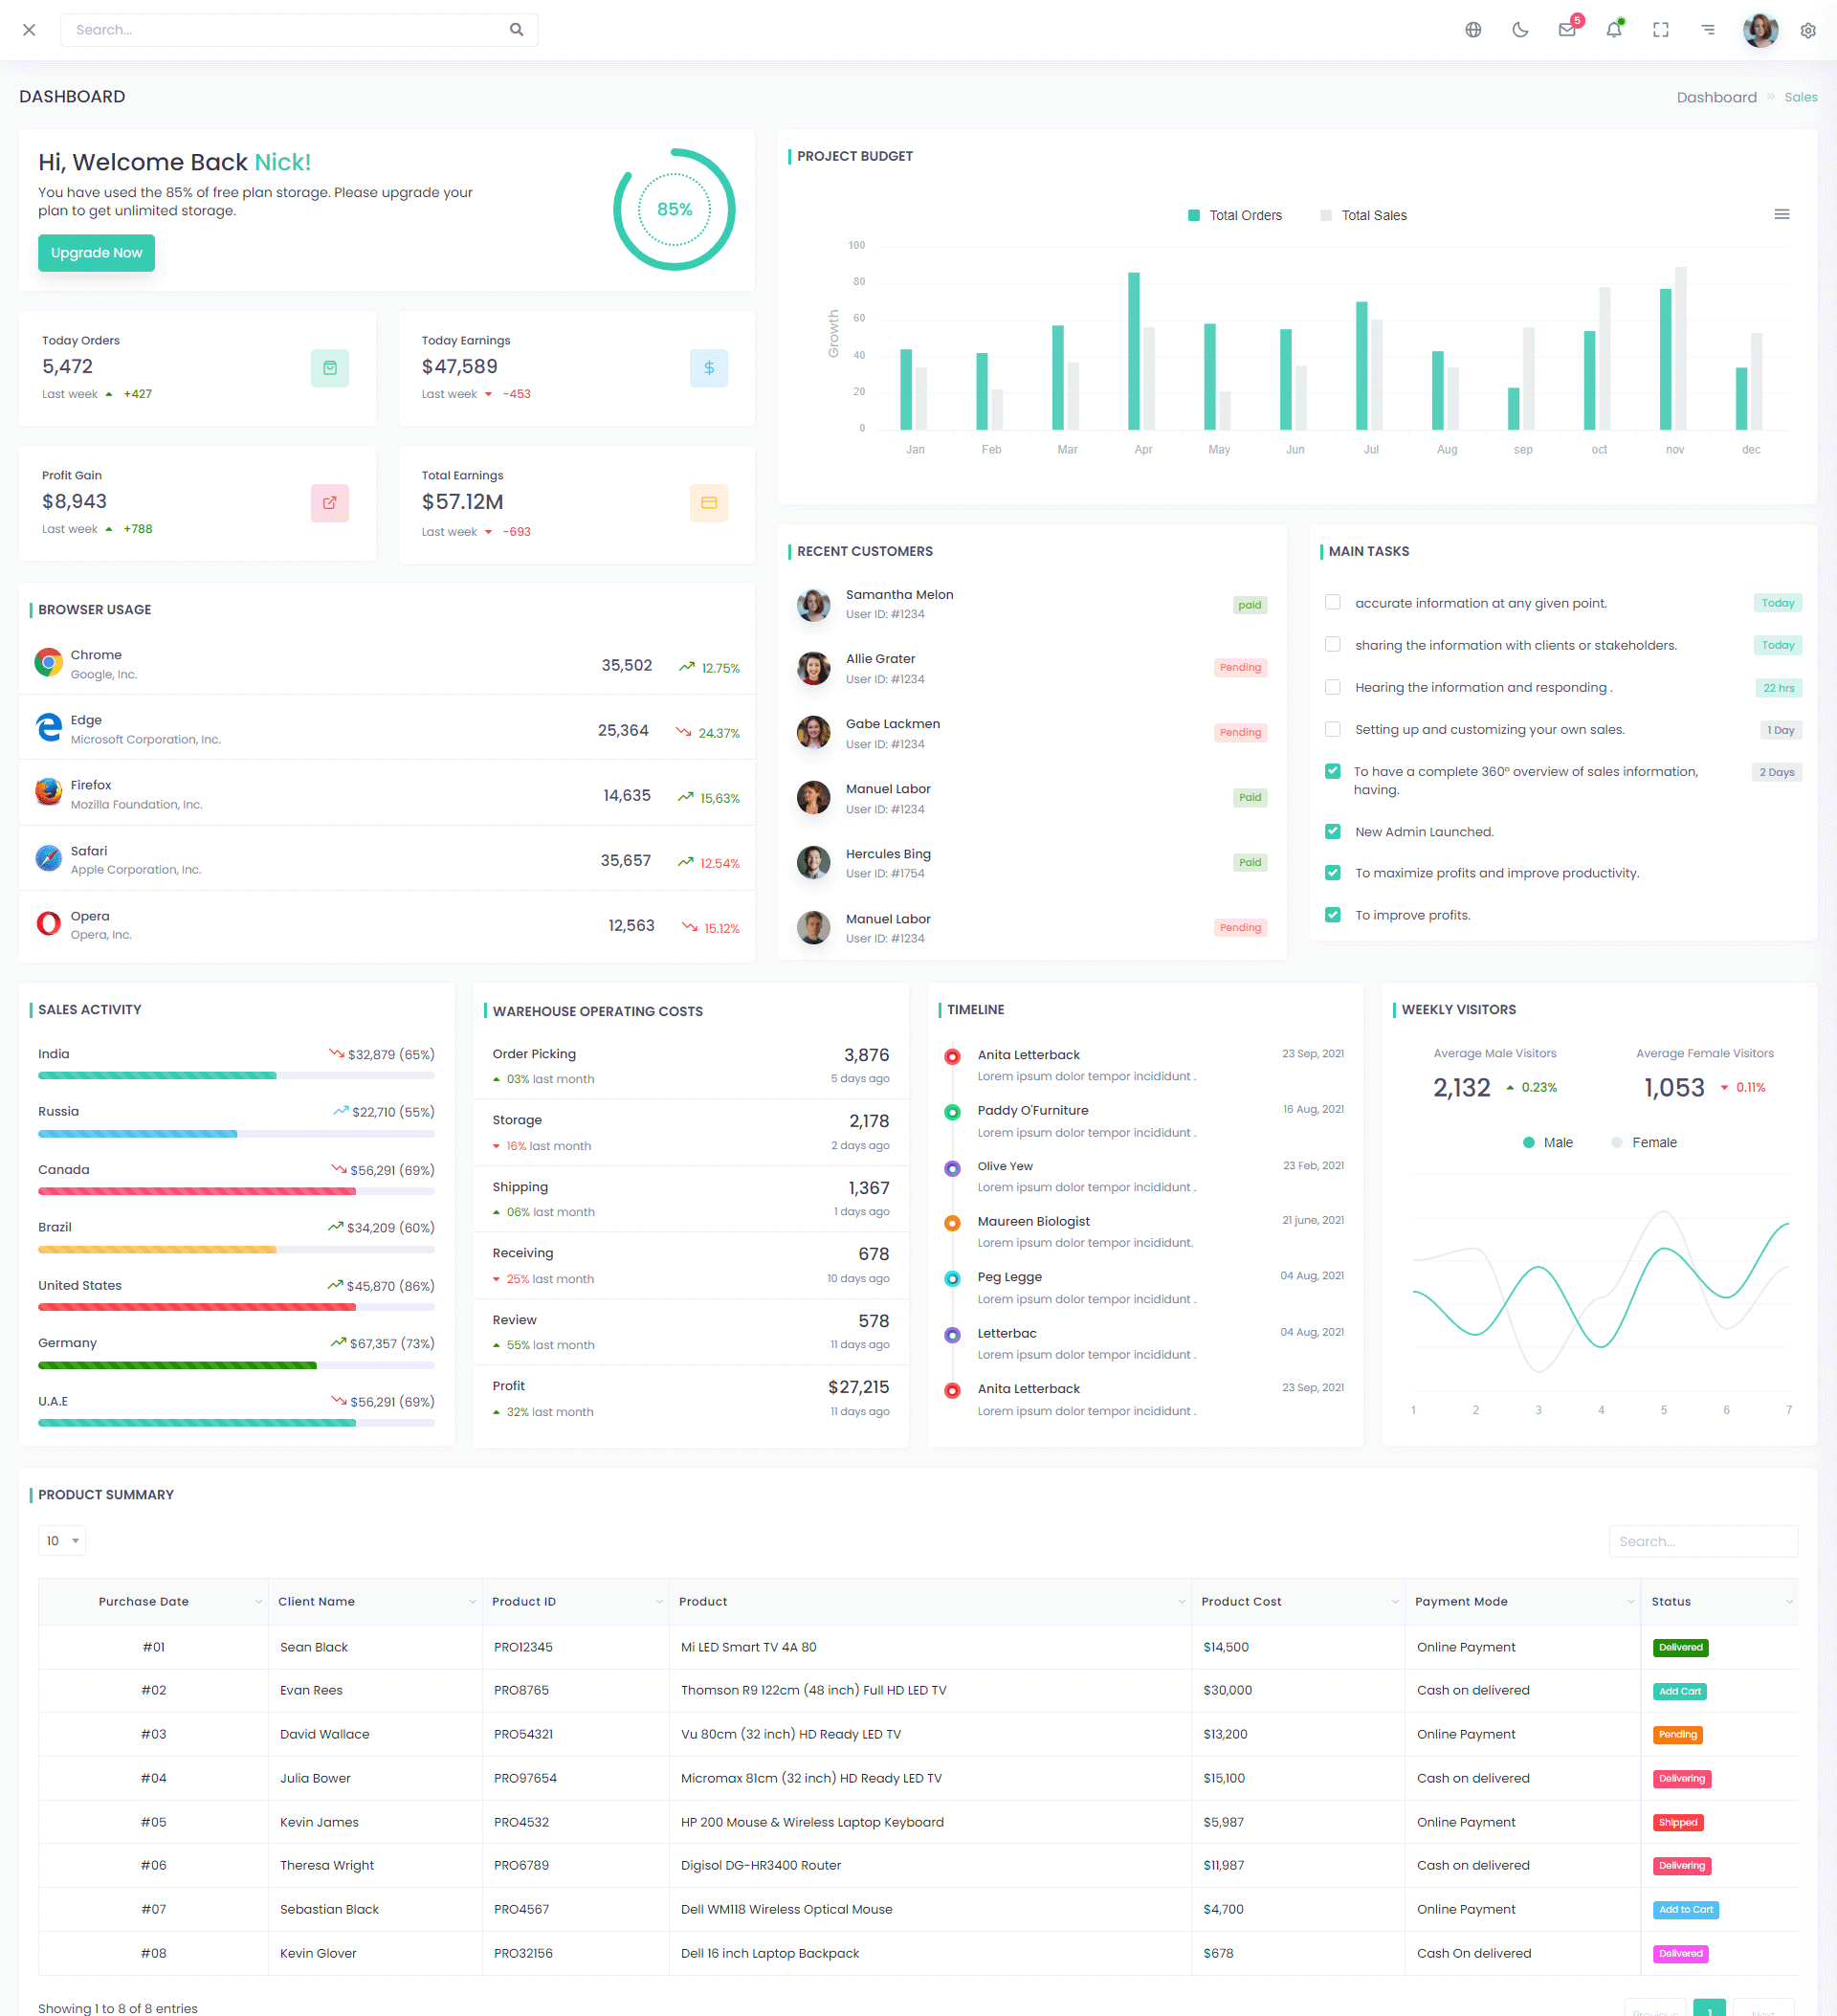 Search...
5
DASHBOARD
Dashboard » Sales
Hi, Welcome Back Nick!
You have used the 85% of free plan storage. Please upgrade your
plan to get unlimited storage.
Upgrade Now
85%
Today Orders
5,472
Last week +427
Today Earnings
$47,589
Last week -453
Profit Gain
$8,943
Last week +788
Total Earnings
$57.12M
Last week -693
PROJECT BUDGET
Total Orders Total Sales
Growth
100
80
60
40
20
0
Jan Feb Mar Apr May Jun Jul Aug sep oct nov dec
BROWSER USAGE
Chrome
Google, Inc.
35,502 12.75%
Edge
Microsoft Corporation, Inc.
25,364 24.37%
Firefox
Mozilla Foundation, Inc.
14,635 15,63%
Safari
Apple Corporation, Inc.
35,657 12.54%
Opera
Opera, Inc.
12,563 15.12%
RECENT CUSTOMERS
Samantha Melon
User ID: #1234
paid
Allie Grater
User ID: #1234
Pending
Gabe Lackmen
User ID: #1234
Pending
Manuel Labor
User ID: #1234
Paid
Hercules Bing
User ID: #1754
Paid
Manuel Labor
User ID: #1234
Pending
MAIN TASKS
accurate information at any given point. Today
sharing the information with clients or stakeholders. Today
Hearing the information and responding . 22 hrs
Setting up and customizing your own sales. 1 Day
To have a complete 360° overview of sales information, 2 Days
having.
New Admin Launched.
To maximize profits and improve productivity.
To improve profits.
SALES ACTIVITY
India $32,879 (65%)
Russia $22,710 (55%)
Canada $56,291 (69%)
Brazil $34,209 (60%)
United States $45,870 (86%)
Germany $67,357 (73%)
U.A.E $56,291 (69%)
WAREHOUSE OPERATING COSTS
Order Picking 3,876
03% last month 5 days ago
Storage 2,178
16% last month 2 days ago
Shipping 1,367
06% last month 1 days ago
Receiving 678
25% last month 10 days ago
Review 578
55% last month 11 days ago
Profit $27,215
32% last month 11 days ago
TIMELINE
Anita Letterback 23 Sep, 2021
Lorem ipsum dolor tempor incididunt .
Paddy O'Furniture 16 Aug, 2021
Lorem ipsum dolor tempor incididunt .
Olive Yew 23 Feb, 2021
Lorem ipsum dolor tempor incididunt .
Maureen Biologist 21 june, 2021
Lorem ipsum dolor tempor incididunt.
Peg Legge 04 Aug, 2021
Lorem ipsum dolor tempor incididunt .
Letterbac 04 Aug, 2021
Lorem ipsum dolor tempor incididunt .
Anita Letterback 23 Sep, 2021
Lorem ipsum dolor tempor incididunt .
WEEKLY VISITORS
Average Male Visitors
2,132 0.23%
Average Female Visitors
1,053 0.11%
Male Female
1 2 3 4 5 6 7
PRODUCT SUMMARY
10
Search...
Purchase Date Client Name Product ID Product Product Cost Payment Mode Status
#01 Sean Black PRO12345 Mi LED Smart TV 4A 80 $14,500 Online Payment Delivered
#02 Evan Rees PRO8765 Thomson R9 122cm (48 inch) Full HD LED TV $30,000 Cash on delivered Add Cart
#03 David Wallace PRO54321 Vu 80cm (32 inch) HD Ready LED TV $13,200 Online Payment Pending
#04 Julia Bower PRO97654 Micromax 81cm (32 inch) HD Ready LED TV $15,100 Cash on delivered Delivering
#05 Kevin James PRO4532 HP 200 Mouse & Wireless Laptop Keyboard $5,987 Online Payment Shipped
#06 Theresa Wright PRO6789 Digisol DG-HR3400 Router $11,987 Cash on delivered Delivering
#07 Sebastian Black PRO4567 Dell WM118 Wireless Optical Mouse $4,700 Online Payment Add to Cart
#08 Kevin Glover PRO32156 Dell 16 inch Laptop Backpack $678 Cash On delivered Delivered
Showing 1 to 8 of 8 entries
Previous 1 Next